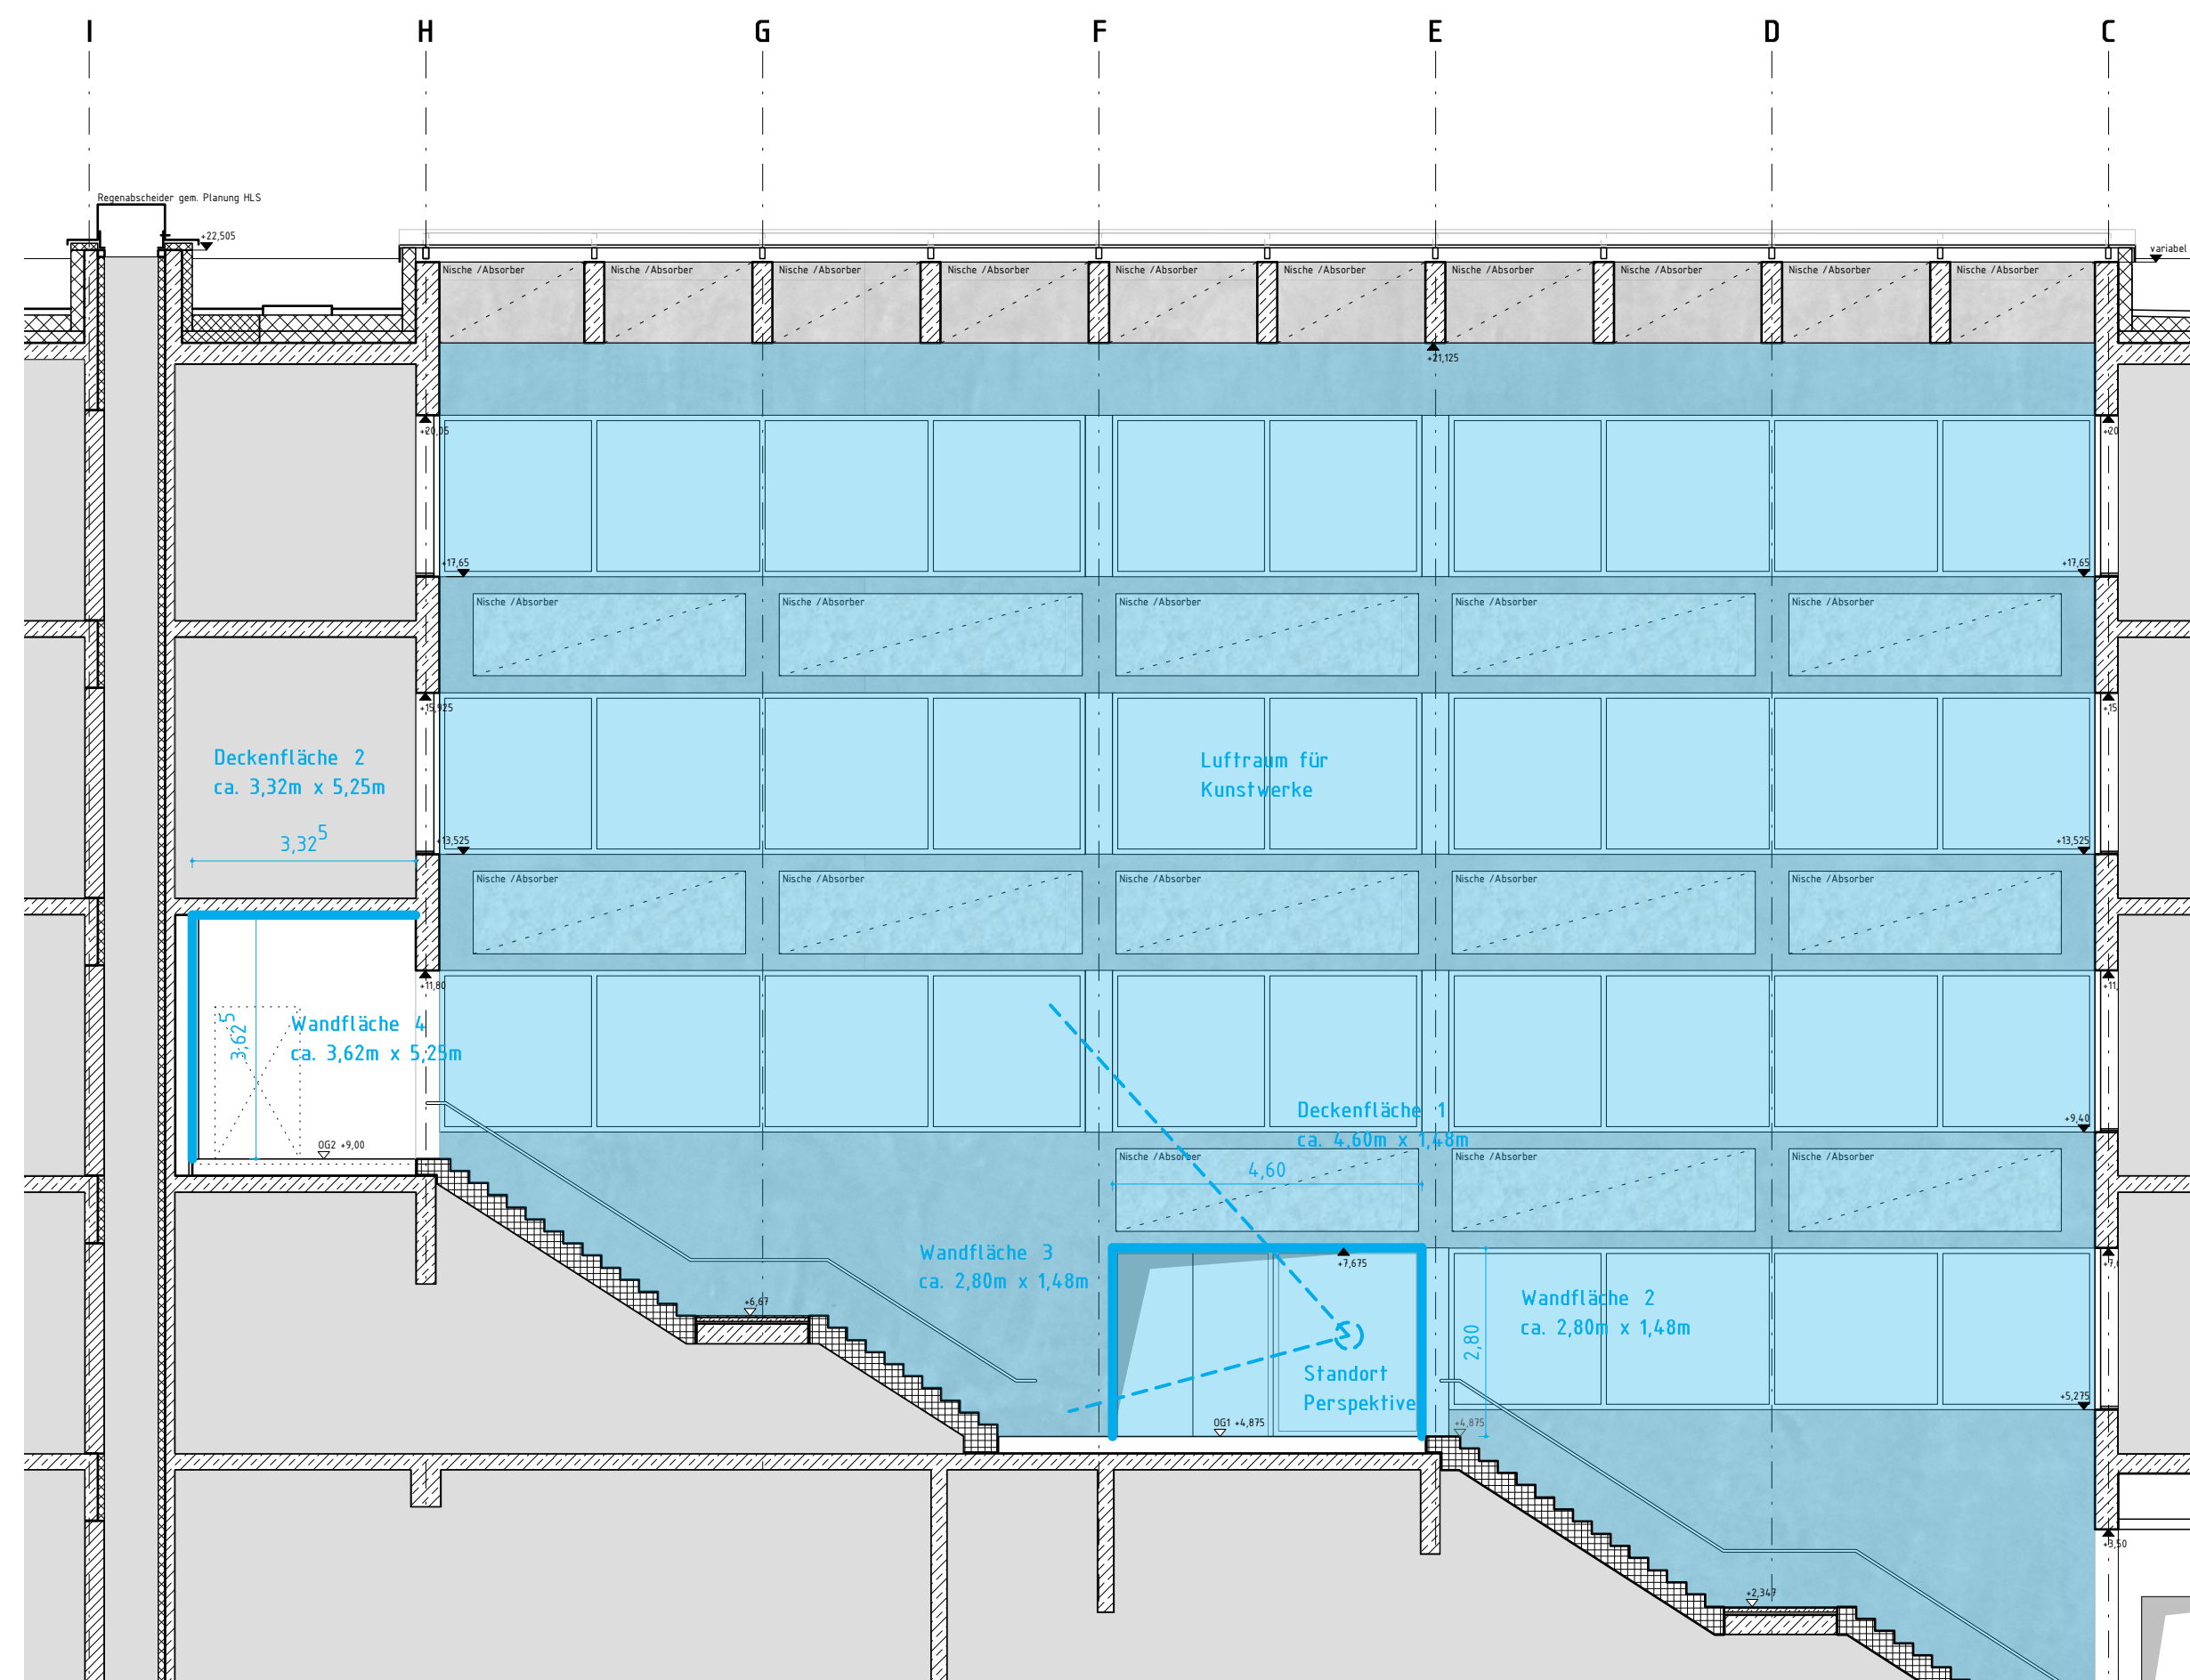 I H G F E D C
Regenabscheider gem. Planung HLS
+22,505
variabel
Nische /Absorber Nische /Absorber Nische /Absorber Nische /Absorber Nische /Absorber Nische /Absorber Nische /Absorber Nische /Absorber Nische /Absorber Nische /Absorber
+21,125
+20,05
+20
+17,65
+17,65
Nische /Absorber Nische /Absorber Nische /Absorber Nische /Absorber Nische /Absorber
+15,925
+15
Deckenfläche 2
ca. 3,32m x 5,25m
3,32⁵
Luftraum für
Kunstwerke
+13,525
+13,525
Nische /Absorber Nische /Absorber Nische /Absorber Nische /Absorber Nische /Absorber
+11,80
+11,
Wandfläche 4
ca. 3,62m x 5,25m
3,62⁵
OG2 +9,00
Deckenfläche 1
ca. 4,60m x 1,48m
+9,40
Nische /Absorber Nische /Absorber Nische /Absorber
4,60
Wandfläche 3
ca. 2,80m x 1,48m
+7,675
+6,67
Wandfläche 2
ca. 2,80m x 1,48m
2,80
Standort
Perspektive
+5,275
OG1 +4,875
+4,875
+3,50
+2,347